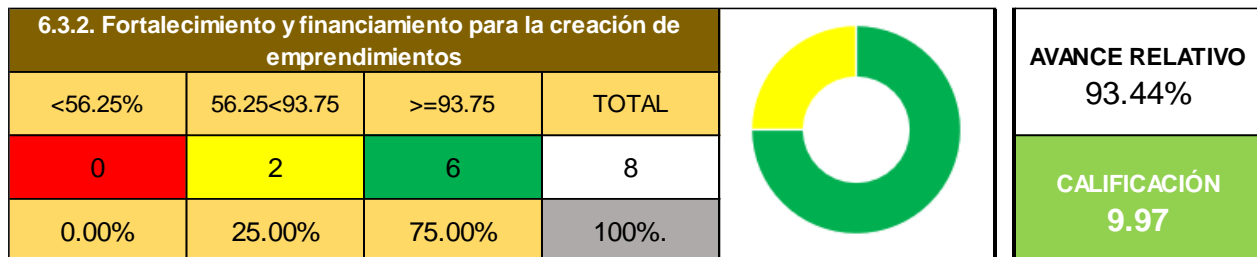 6.3.2. Fortalecimiento y financiamiento para la creación de
emprendimientos
<56.25% 56.25<93.75 >=93.75 TOTAL
0 2 6 8
0.00% 25.00% 75.00% 100%.
AVANCE RELATIVO
93.44%
CALIFICACIÓN
9.97